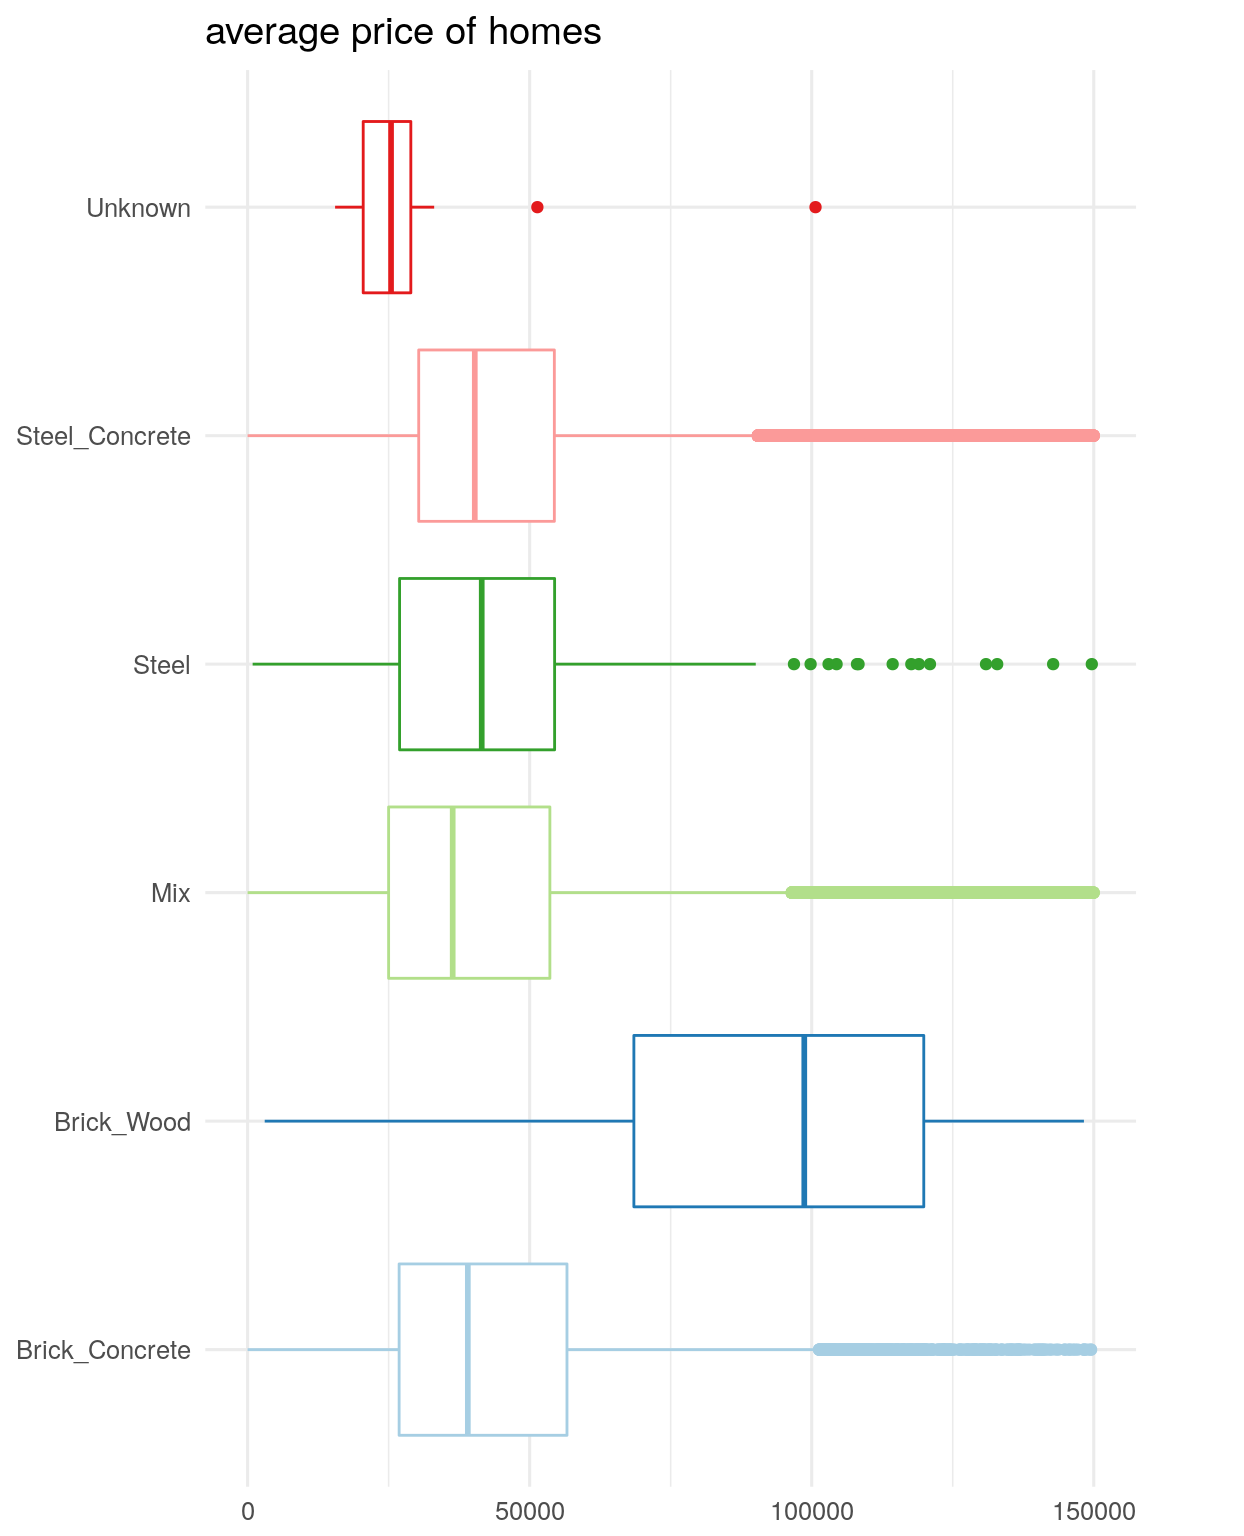 average price of homes
Unknown
Steel_Concrete
Steel
Mix
Brick_Wood
Brick_Concrete
0 50000 100000 150000